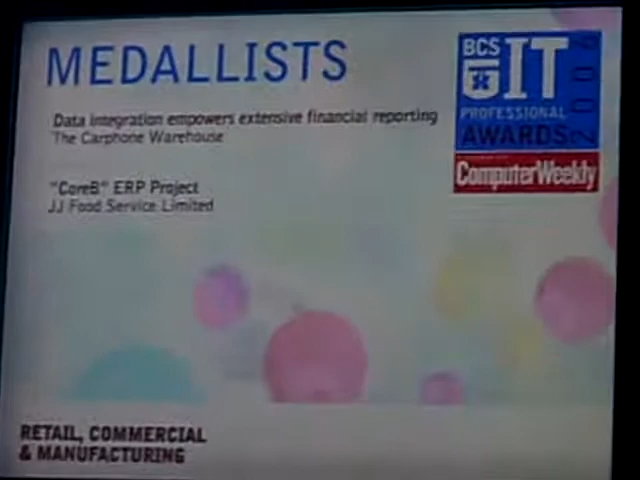 MEDALLISTS
Data integration empowers extensive financial reporting
The Carphone Warehouse
"CoreB" ERP Project
JJ Food Service Limited
BCS
IT
PROFESSIONAL
AWARDS
ComputerWeekly
RETAIL, COMMERCIAL
& MANUFACTURING